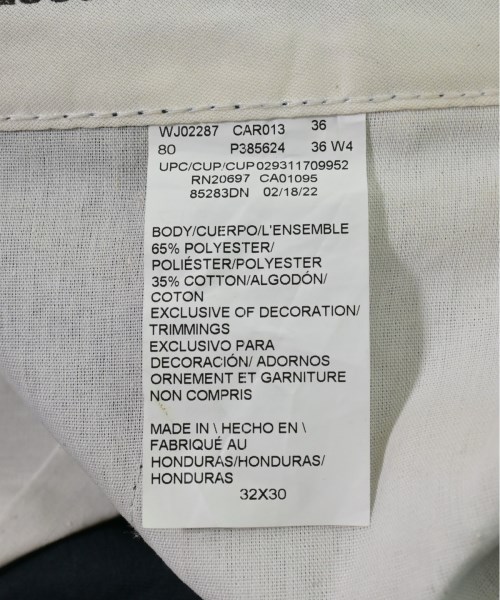 WJ02287 CAR013 36
80 P385624 36 W4
UPC/CUP/CUP029311709952
RN20697 CA01095
85283DN 02/18/22
BODY/CUERPO/L'ENSEMBLE
65% POLYESTER/
POLIÉSTER/POLYESTER
35% COTTON/ALGODÓN/
COTON
EXCLUSIVE OF DECORATION/
TRIMMINGS
EXCLUSIVO PARA
DECORACIÓN/ ADORNOS
ORNEMENT ET GARNITURE
NON COMPRIS
MADE IN \ HECHO EN \
FABRIQUÉ AU
HONDURAS/HONDURAS/
HONDURAS
32X30